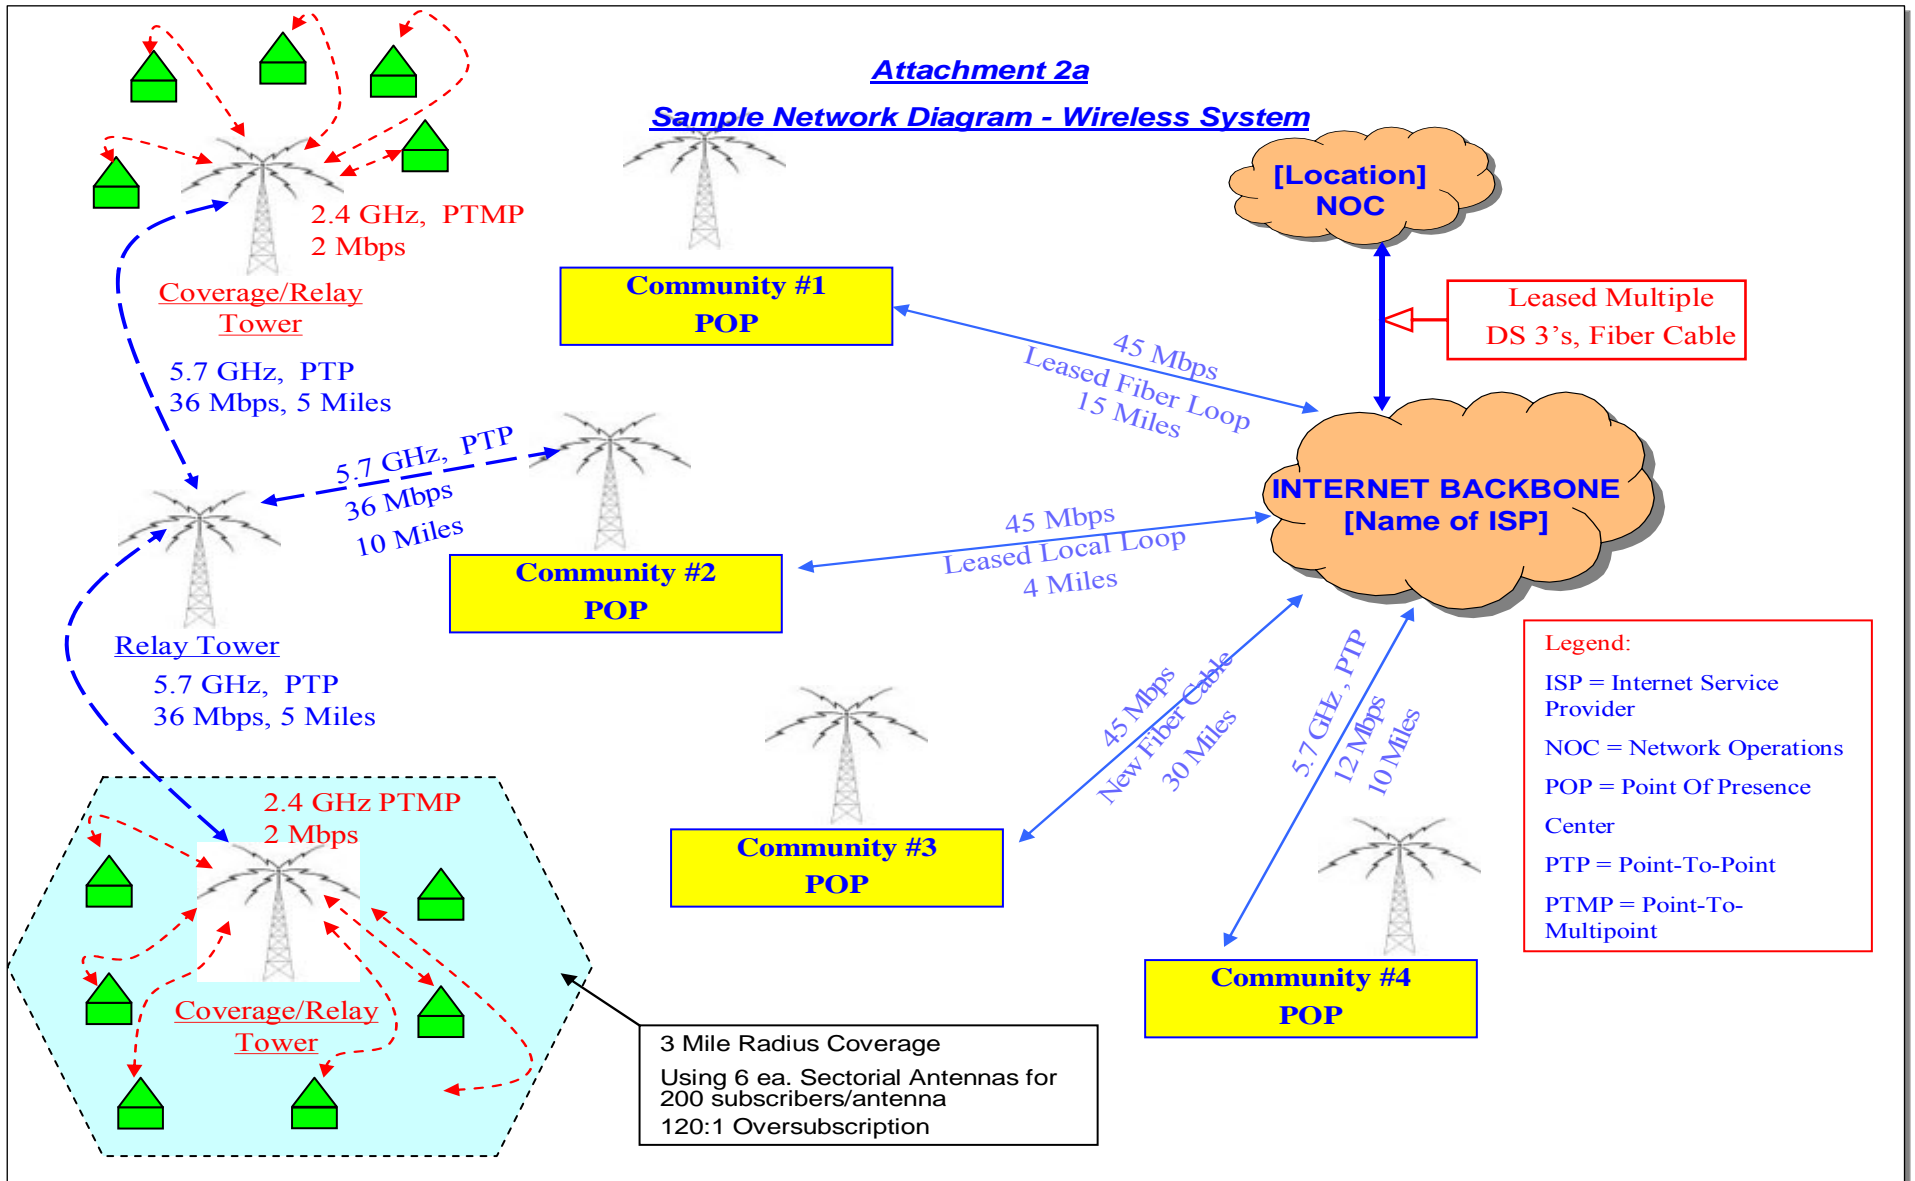 Attachment 2a
Sample Network Diagram - Wireless System
[Location]
NOC
2.4 GHz,  PTMP
2 Mbps
Coverage/Relay
Tower
Community #1
POP
Leased Multiple
DS 3's, Fiber Cable
45 Mbps
Leased Fiber Loop
15 Miles
5.7 GHz,  PTP
36 Mbps, 5 Miles
5.7 GHz,  PTP
36 Mbps
10 Miles
INTERNET BACKBONE
[Name of ISP]
45 Mbps
Leased Local Loop
4 Miles
Community #2
POP
Relay Tower
5.7 GHz,  PTP
36 Mbps, 5 Miles
45 Mbps
New Fiber Cable
30 Miles
5.7 GHz , PTP
12 Mbps
10 Miles
Legend:
ISP = Internet Service
Provider
NOC = Network Operations
POP = Point Of Presence
Center
PTP = Point-To-Point
PTMP = Point-To-
Multipoint
2.4 GHz PTMP
2 Mbps
Community #3
POP
Coverage/Relay
Tower
Community #4
POP
3 Mile Radius Coverage
Using 6 ea. Sectorial Antennas for
200 subscribers/antenna
120:1 Oversubscription